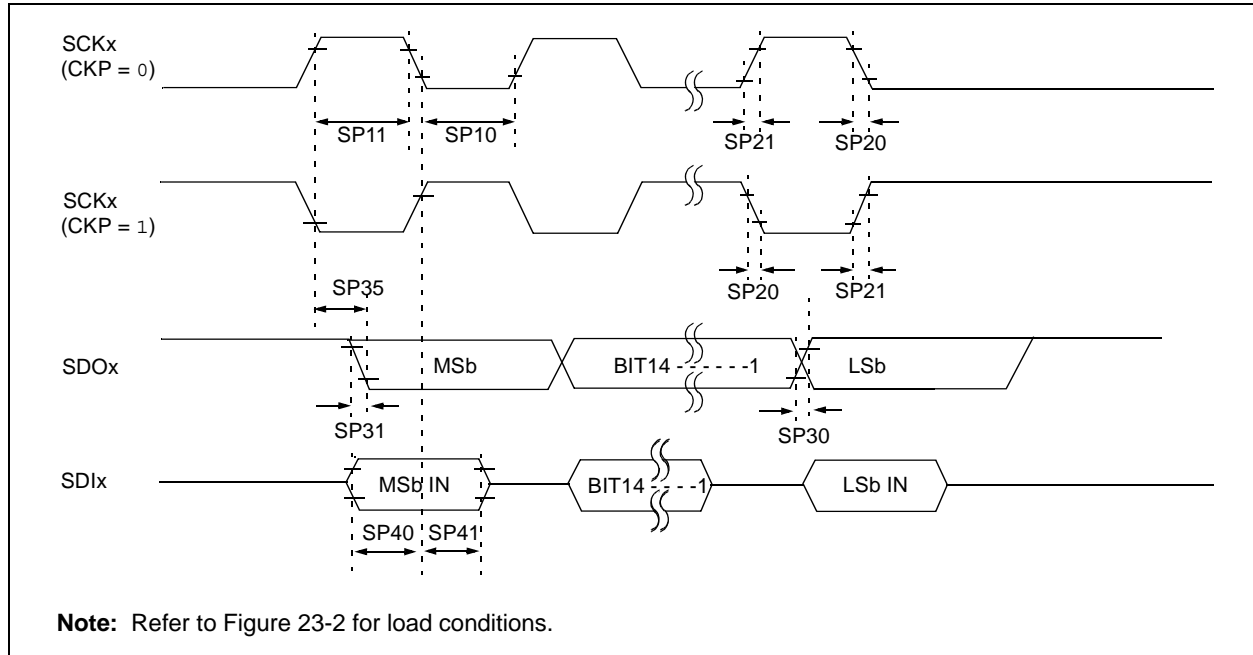 SCKx
(CKP = 0)
SP11
SP10
SP21
SP20
SCKx
(CKP = 1)
SP35
SP20
SP21
SDOx
MSb
BIT14 - - - - - -1
LSb
SP31
SP30
SDIx
MSb IN
BIT14 - - - -1
LSb IN
SP40
SP41
Note: Refer to Figure 23-2 for load conditions.